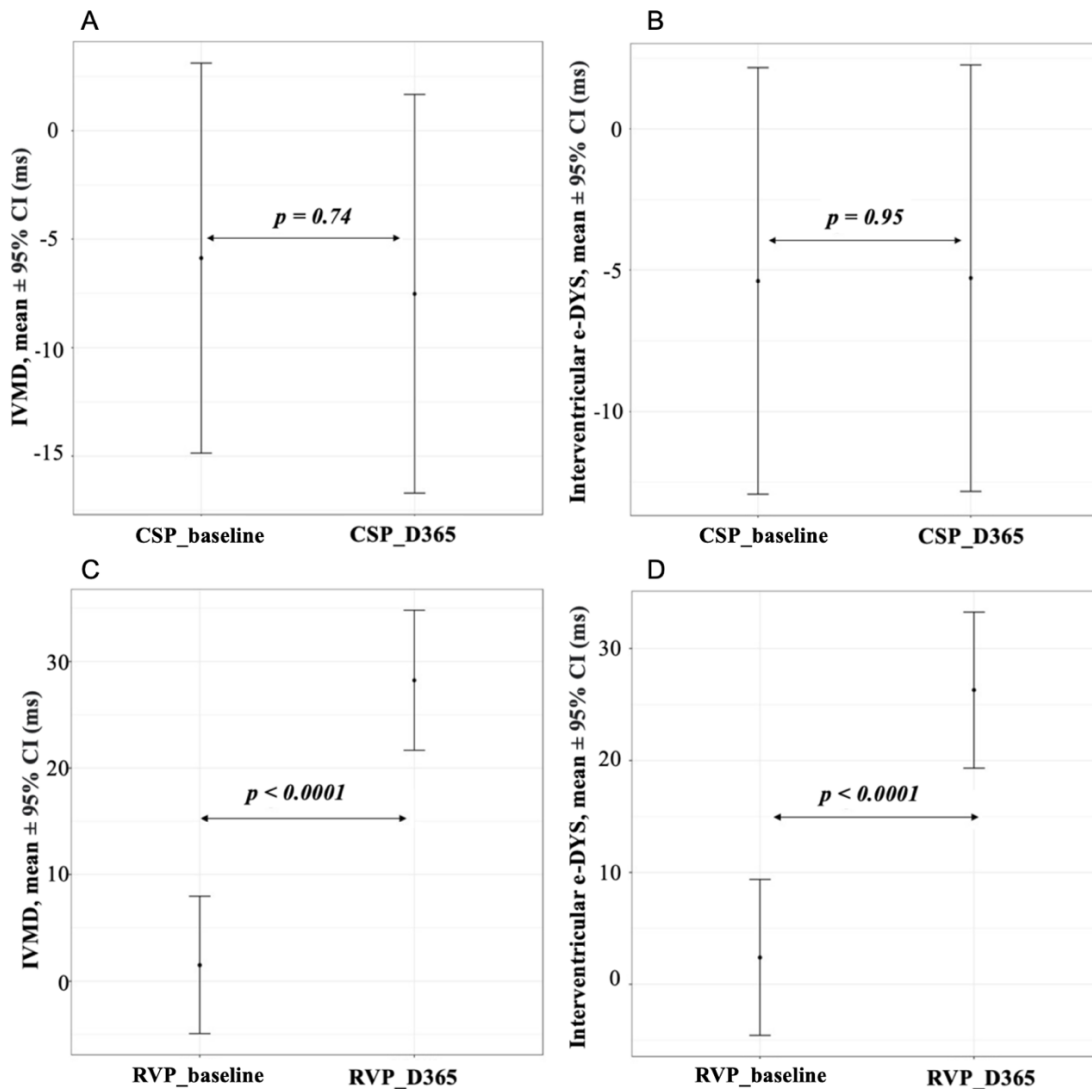 A
IVMD, mean ± 95% CI (ms)
0
-5
-10
-15
p = 0.74
CSP_baseline
CSP_D365
B
Interventricular e-DYS, mean ± 95% CI (ms)
0
-5
-10
p = 0.95
CSP_baseline
CSP_D365
C
IVMD, mean ± 95% CI (ms)
30
20
10
0
p < 0.0001
RVP_baseline
RVP_D365
D
Interventricular e-DYS, mean ± 95% CI (ms)
30
20
10
0
p < 0.0001
RVP_baseline
RVP_D365